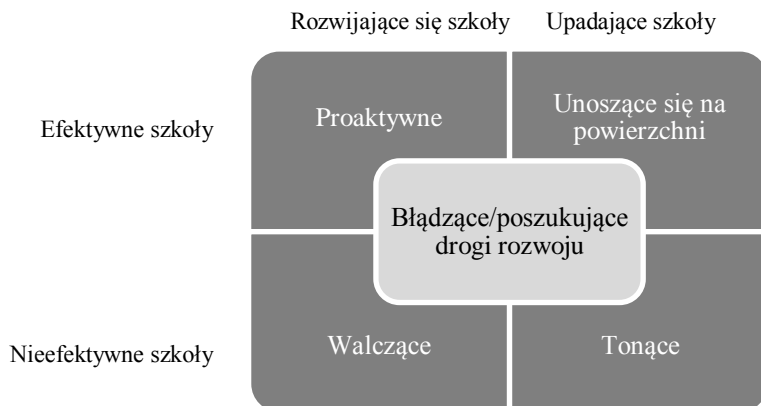 Rozwijające się szkoły
Upadające szkoły
Efektywne szkoły
Proaktywne
Unoszące się na
powierzchni
Błądzące/poszukujące
drogi rozwoju
Nieefektywne szkoły
Walczące
Tonące